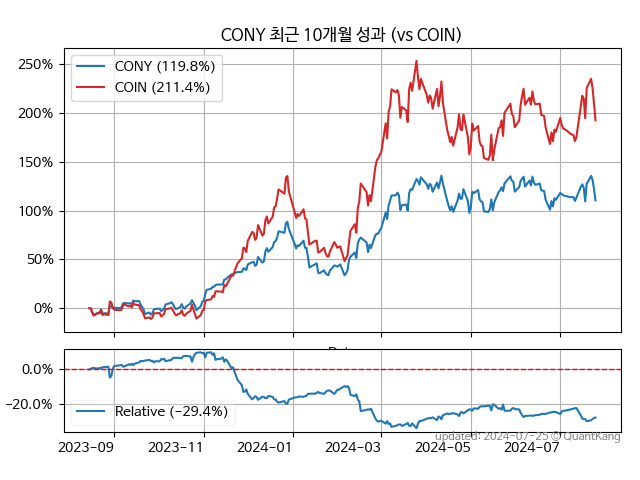 CONY 최근 10개월 성과 (vs COIN)
CONY (119.8%)
COIN (211.4%)
250%
200%
150%
100%
50%
0%
0.0%
−20.0%
Relative (−29.4%)
2023−09
2023−11
2024−01
2024−03
2024−05
2024−07
updated: 2024−07−25 © QuantKang